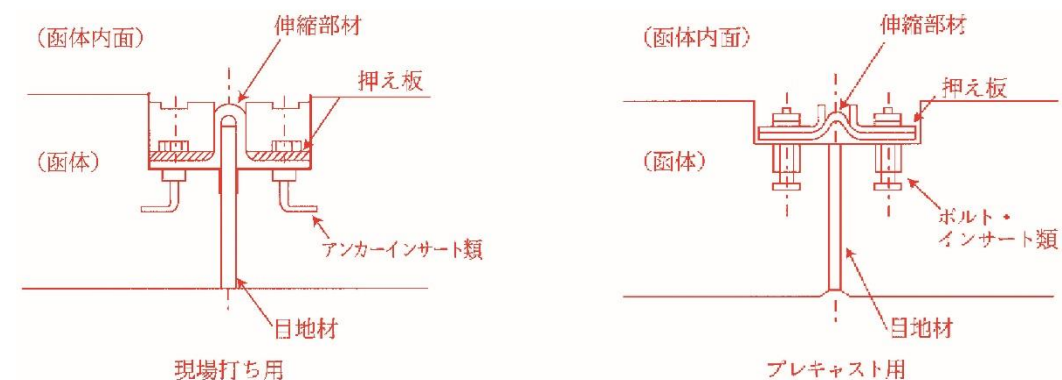 (函体内面)
伸縮部材
押え板
(函体)
アンカーインサート類
目地材
現場打ち用
(函体内面)
伸縮部材
押え板
(函体)
ボルト・
インサート類
目地材
プレキャスト用